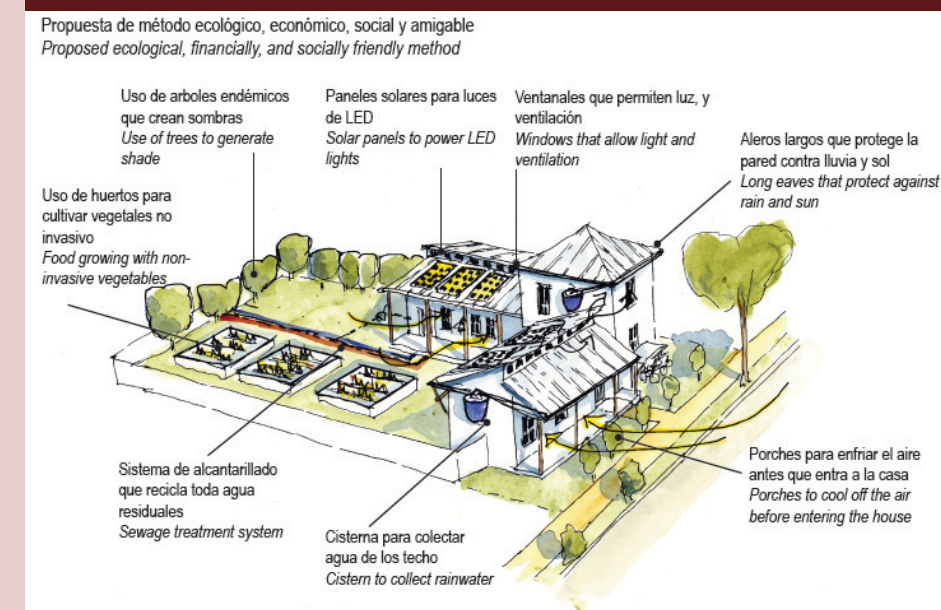 Propuesta de método ecológico, económico, social y amigable
Proposed ecological, financially, and socially friendly method
Uso de arboles endémicos
que crean sombras
Use of trees to generate
shade
Paneles solares para luces
de LED
Solar panels to power LED
lights
Ventanales que permiten luz, y
ventilación
Windows that allow light and
ventilation
Aleros largos que protege la
pared contra lluvia y sol
Long eaves that protect against
rain and sun
Uso de huertos para
cultivar vegetales no
invasivo
Food growing with non-
invasive vegetables
Sistema de alcantarillado
que recicla toda agua
residuales
Sewage treatment system
Cisterna para colectar
agua de los techo
Cistern to collect rainwater
Porches para enfriar el aire
antes que entra a la casa
Porches to cool off the air
before entering the house